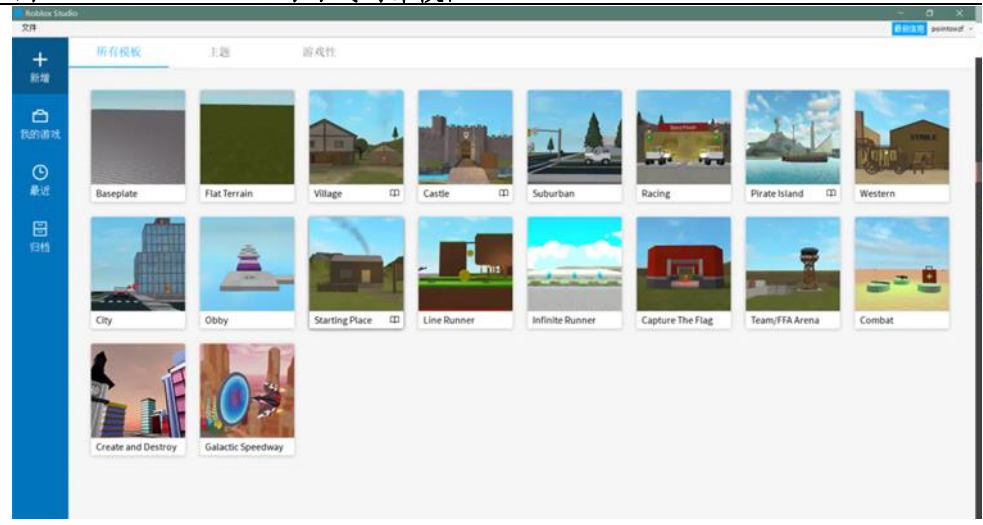 Roblox Studio
文件
最新信息
新增
我的游戏
最近
归档
所有模板 主题 游戏性
Baseplate Flat Terrain Village Castle Suburban Racing Pirate Island Western
City Obby Starting Place Line Runner Infinite Runner Capture The Flag Team/FFA Arena Combat
Create and Destroy Galactic Speedway